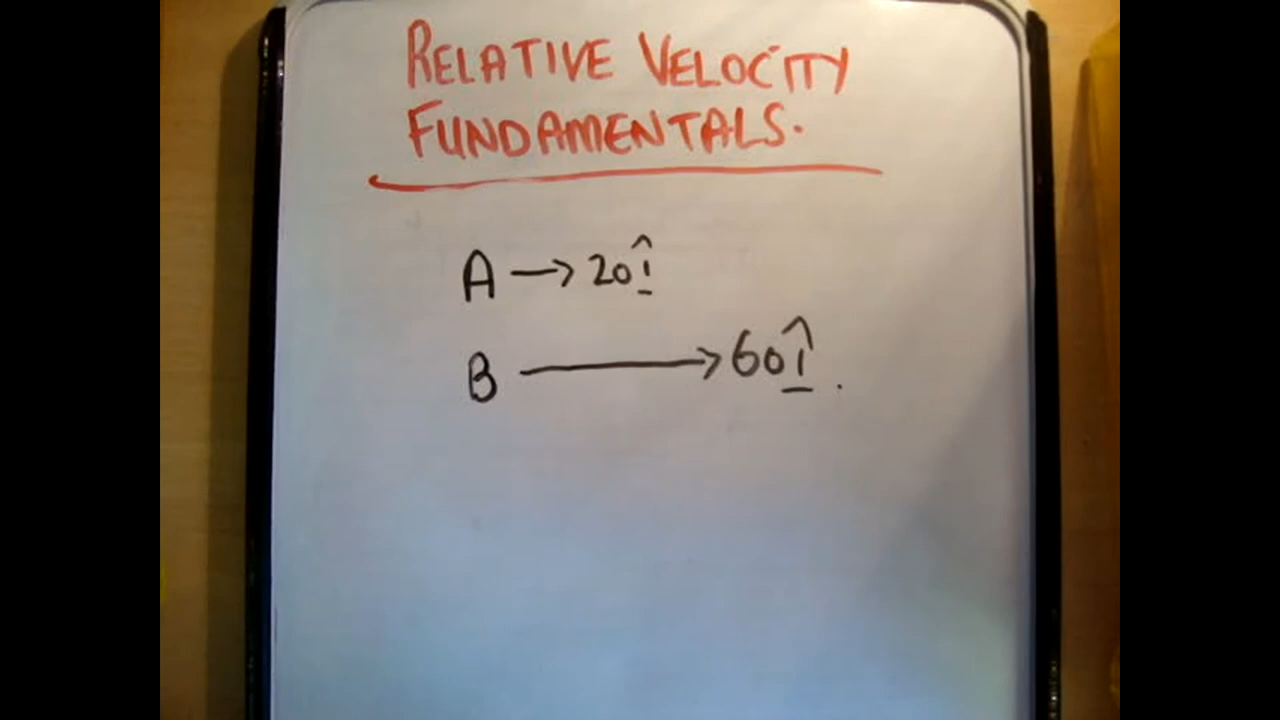 RELATIVE VELOCITY
FUNDAMENTALS.
A → 20î
B → 60î.